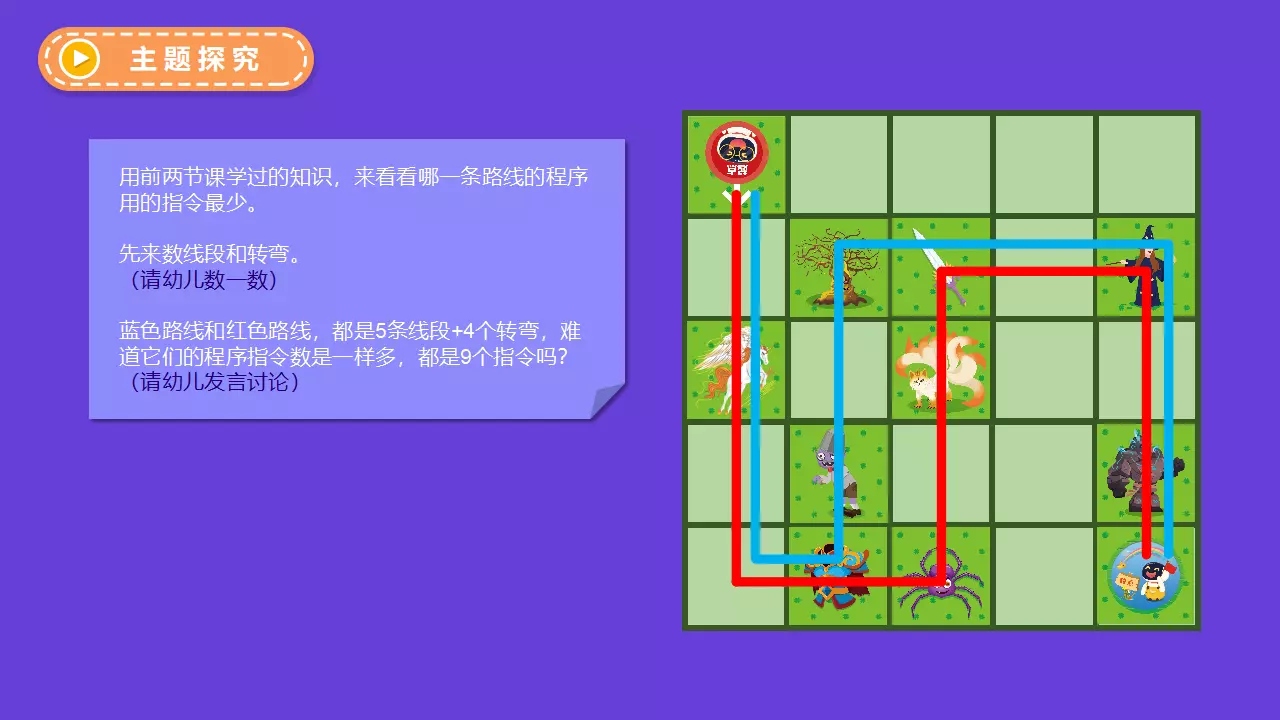 主题探究
用前两节课学过的知识，来看看哪一条路线的程序
用的指令最少。
先来数线段和转弯。
（请幼儿数一数）
蓝色路线和红色路线，都是5条线段+4个转弯，难
道它们的程序指令数是一样多，都是9个指令吗？
（请幼儿发言讨论）